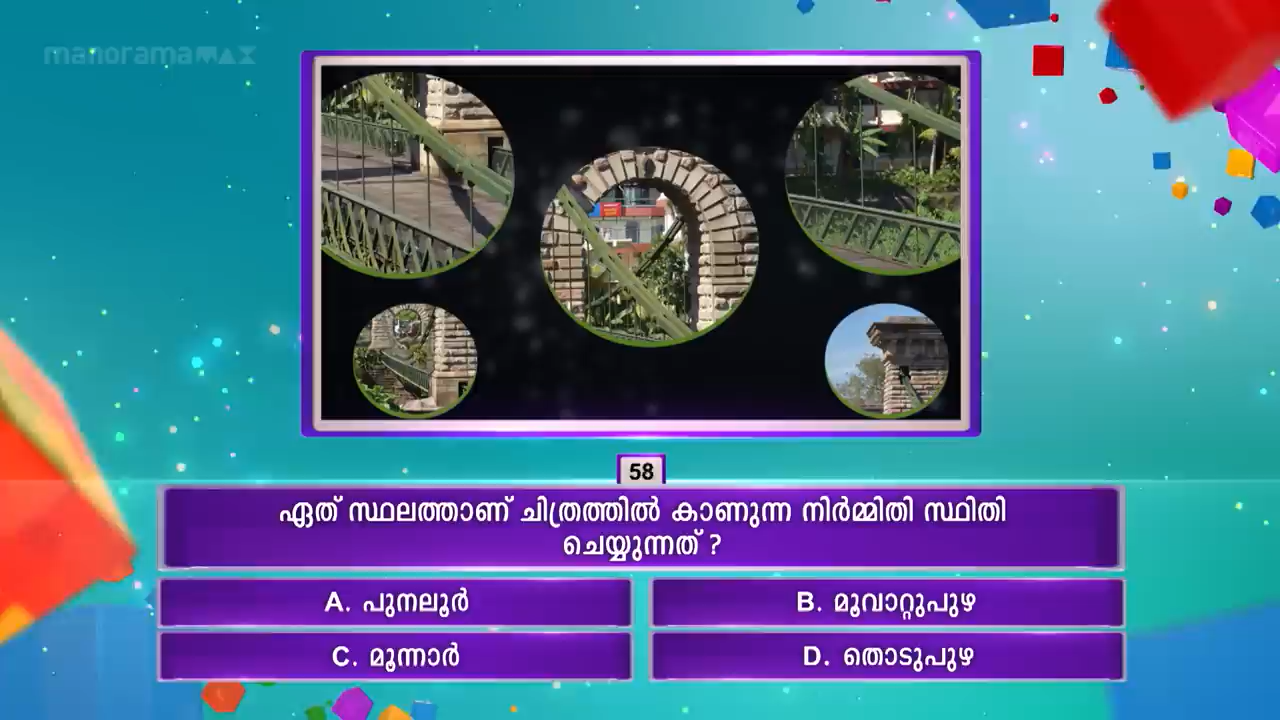 manoramaMAX
58
ഏത് സ്ഥലത്താണ് ചിത്രത്തിൽ കാണുന്ന നിർമ്മിതി സ്ഥിതി
ചെയ്യുന്നത് ?
A. പുനലൂർ
B. മൂവാറ്റുപുഴ
C. മൂന്നാർ
D. തൊടുപുഴ